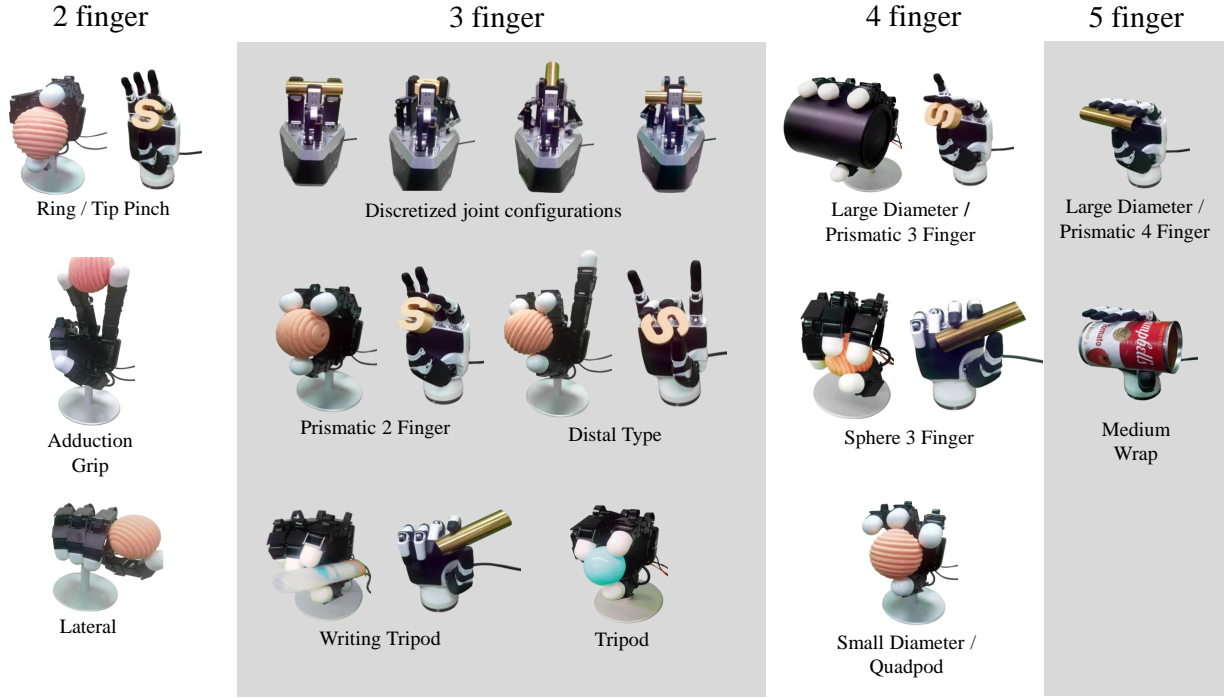 2 finger
3 finger
4 finger
5 finger
S
S
Ring / Tip Pinch
Discretized joint configurations
Large Diameter /
Prismatic 3 Finger
Large Diameter /
Prismatic 4 Finger
S
S
Campbell's
Tomato
Adduction
Grip
Prismatic 2 Finger
Distal Type
Sphere 3 Finger
Medium
Wrap
Lateral
Writing Tripod
Tripod
Small Diameter /
Quadpod